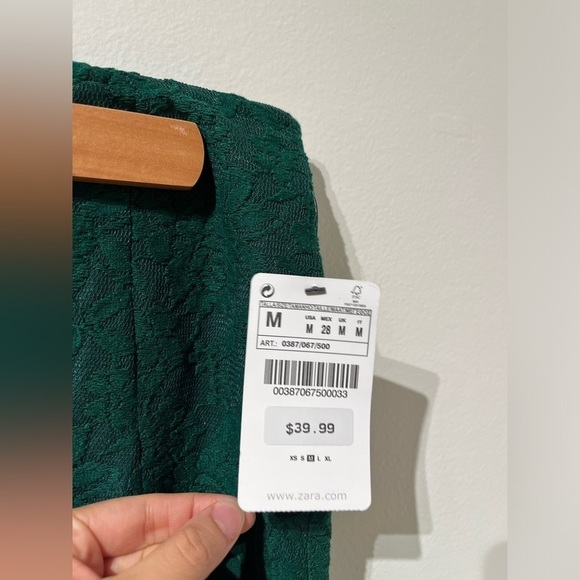 M
USA MEX UK IT
M 28 M M
ART.: 0387/067/500
00387067500033
$39.99
XS S M L XL
www.zara.com